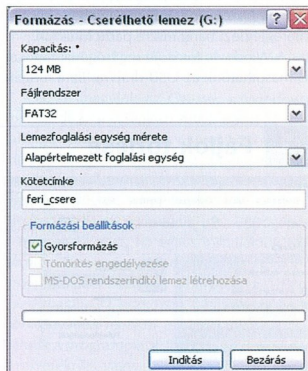 Formázás - Cserélhető lemez (G:)
Kapacitás: *
124 MB
Fájlrendszer
FAT32
Lemezfoglalási egység mérete
Alapértelmezett foglalási egység
Kötetcímke
feri_csere
Formázási beállítások
Gyorsformázás
Tömörítés engedélyezése
MS-DOS rendszerindító lemez létrehozása
Indítás Bezárás